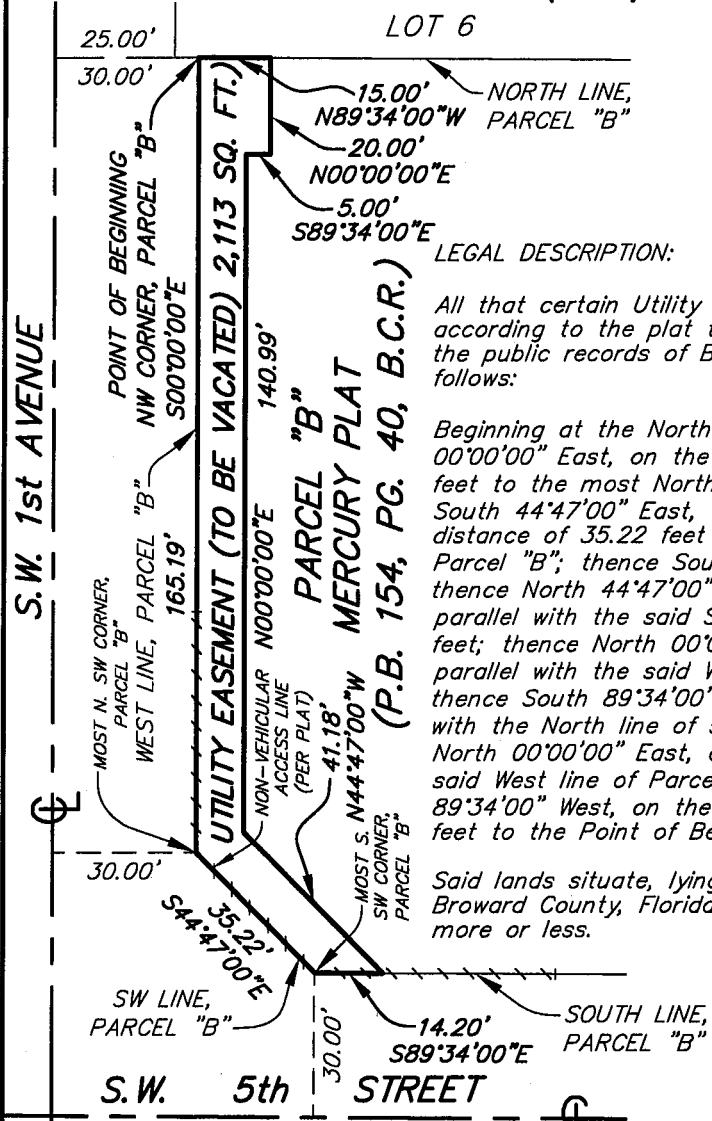 LOT 6
25.00'
30.00'
15.00'
N89°34'00"W
NORTH LINE,
PARCEL "B"
20.00'
N00°00'00"E
5.00'
S89°34'00"E
POINT OF BEGINNING
NW CORNER, PARCEL "B"
S00°00'00"E
UTILITY EASEMENT (TO BE VACATED) 2,113 SQ. FT.)
140.99'
N00°00'00"E
PARCEL "B"
MERCURY PLAT
(P.B. 154, PG. 40, B.C.R.)
S.W. 1st AVENUE
WEST LINE, PARCEL "B"
165.19'
MOST N. SW CORNER,
PARCEL "B"
NON-VEHICULAR
ACCESS LINE
(PER PLAT)
41.18'
N44°47'00"W
MOST S.
SW CORNER,
PARCEL "B"
30.00'
35.22'
S44°47'00"E
SW LINE,
PARCEL "B"
30.00'
14.20'
S89°34'00"E
SOUTH LINE,
PARCEL "B"
S.W. 5th STREET
LEGAL DESCRIPTION:
All that certain Utility
according to the plat
the public records of B
follows:
Beginning at the North
00°00'00" East, on the
feet to the most North
South 44°47'00" East,
distance of 35.22 feet
Parcel "B"; thence Sou
thence North 44°47'00"
parallel with the said S
feet; thence North 00°
parallel with the said W
thence South 89°34'00"
with the North line of
North 00°00'00" East,
said West line of Parce
89°34'00" West, on the
feet to the Point of Be
Said lands situate, lying
Broward County, Florida
more or less.